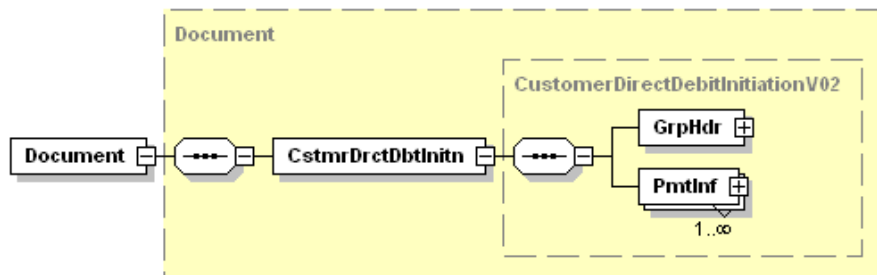 Document
CustomerDirectDebitInitiationV02
GrpHdr
Document
CstmrDrctDbtInitn
PmtInf
1..∞